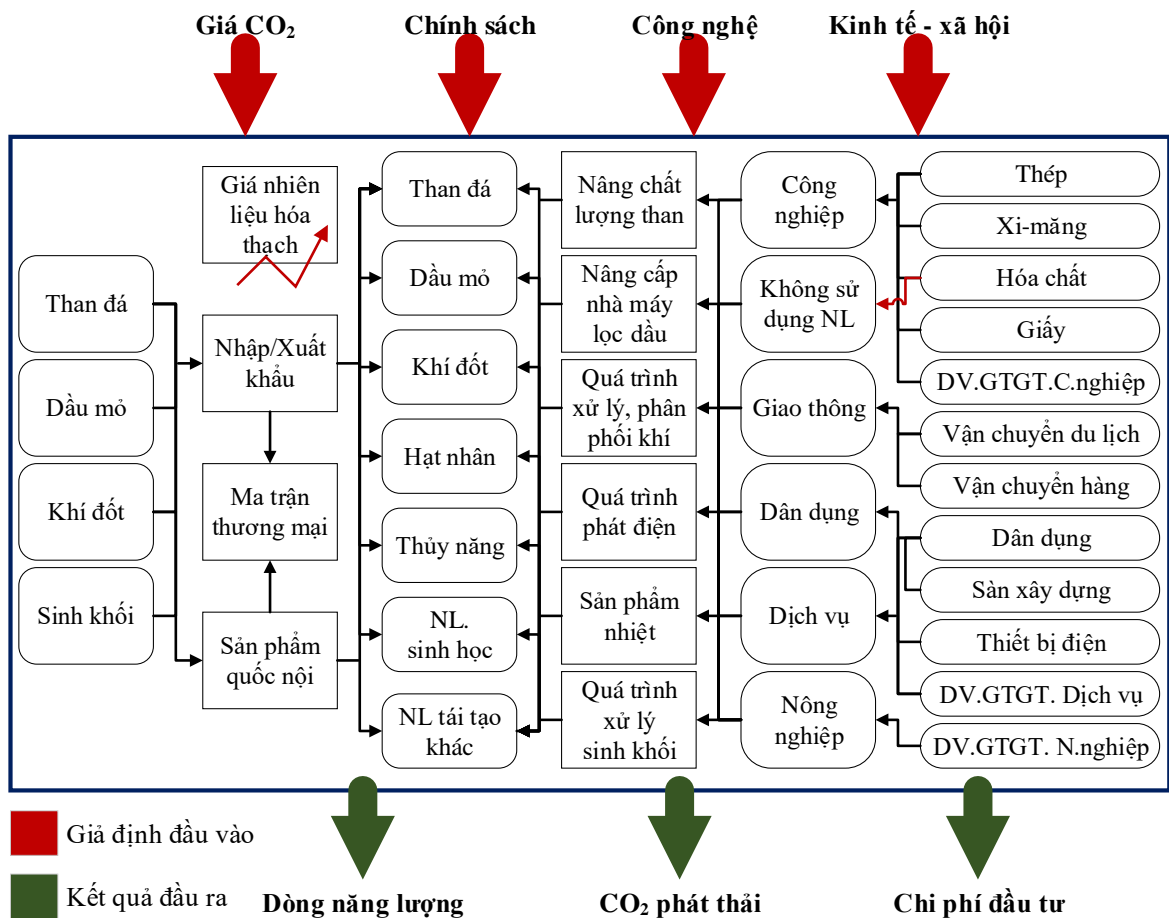 Giá CO₂
Chính sách
Công nghệ
Kinh tế - xã hội
Than đá
Dầu mỏ
Khí đốt
Sinh khối
Giá nhiên
liệu hóa
thạch
Nhập/Xuất
khẩu
Ma trận
thương mại
Sản phẩm
quốc nội
Than đá
Dầu mỏ
Khí đốt
Hạt nhân
Thủy năng
NL.
sinh học
NL tái tạo
khác
Nâng chất
lượng than
Nâng cấp
nhà máy
lọc dầu
Quá trình
xử lý, phân
phối khí
Quá trình
phát điện
Sản phẩm
nhiệt
Quá trình
xử lý
sinh khối
Công
nghiệp
Không sử
dụng NL
Giao thông
Dân dụng
Dịch vụ
Nông
nghiệp
Thép
Xi-măng
Hóa chất
Giấy
DV.GTGT.C.nghiệp
Vận chuyển du lịch
Vận chuyển hàng
Dân dụng
Sàn xây dựng
Thiết bị điện
DV.GTGT. Dịch vụ
DV.GTGT. N.nghiệp
Giả định đầu vào
Kết quả đầu ra
Dòng năng lượng
CO₂ phát thải
Chi phí đầu tư